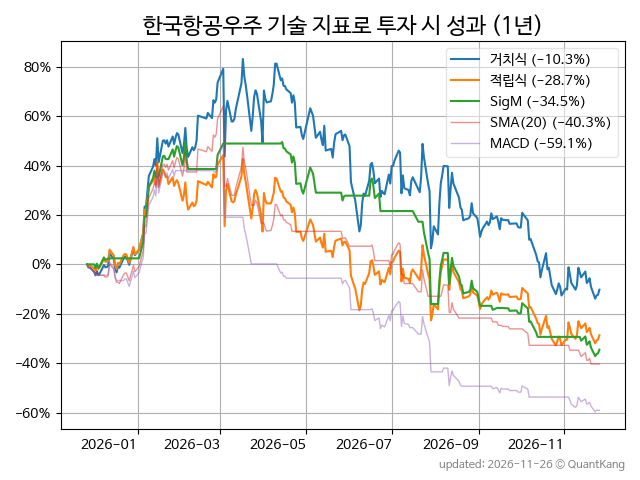 한국항공우주 기술 지표로 투자 시 성과 (1년)
거치식 (−10.3%)
적립식 (−28.7%)
SigM (−34.5%)
SMA(20) (−40.3%)
MACD (−59.1%)
80%
60%
40%
20%
0%
−20%
−40%
−60%
2026-01
2026-03
2026-05
2026-07
2026-09
2026-11
updated: 2026-11-26 © QuantKang